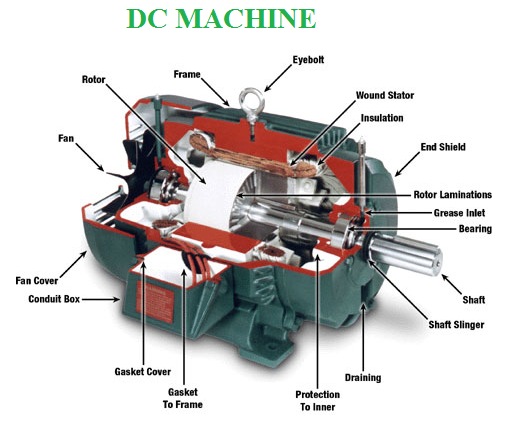 DC MACHINE
Eyebolt
Frame
Rotor
Wound Stator
Insulation
Fan
End Shield
Rotor Laminations
Grease Inlet
Bearing
Fan Cover
Conduit Box
Shaft
Shaft Slinger
Gasket Cover
Draining
Gasket
To Frame
Protection
To Inner